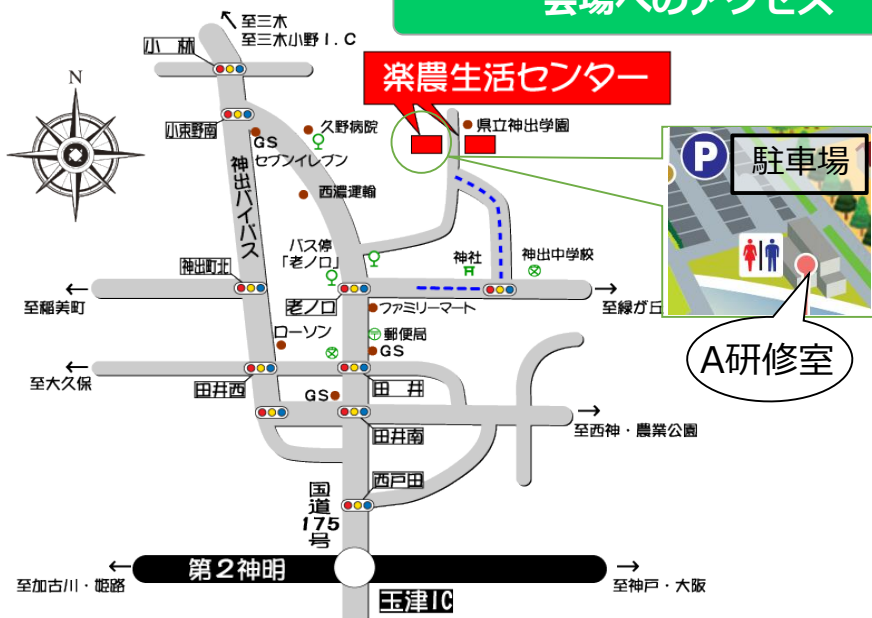 会場へのアクセス
至三木
至三木小野I.C
小林
楽農生活センター
N
小束野南
GS
久野病院
県立神出学園
セブンイレブン
P
駐車場
神出バイパス
西濃運輸
バス停
「老ノ口」
神社
神出中学校
神出町北
至稲美町
老ノ口
ファミリーマート
至緑が丘
ローソン
郵便局
GS
A研修室
至大久保
田井西
田井
GS
田井南
至西神・農業公園
西戸田
国道175号
第2神明
至加古川・姫路
至神戸・大阪
玉津IC